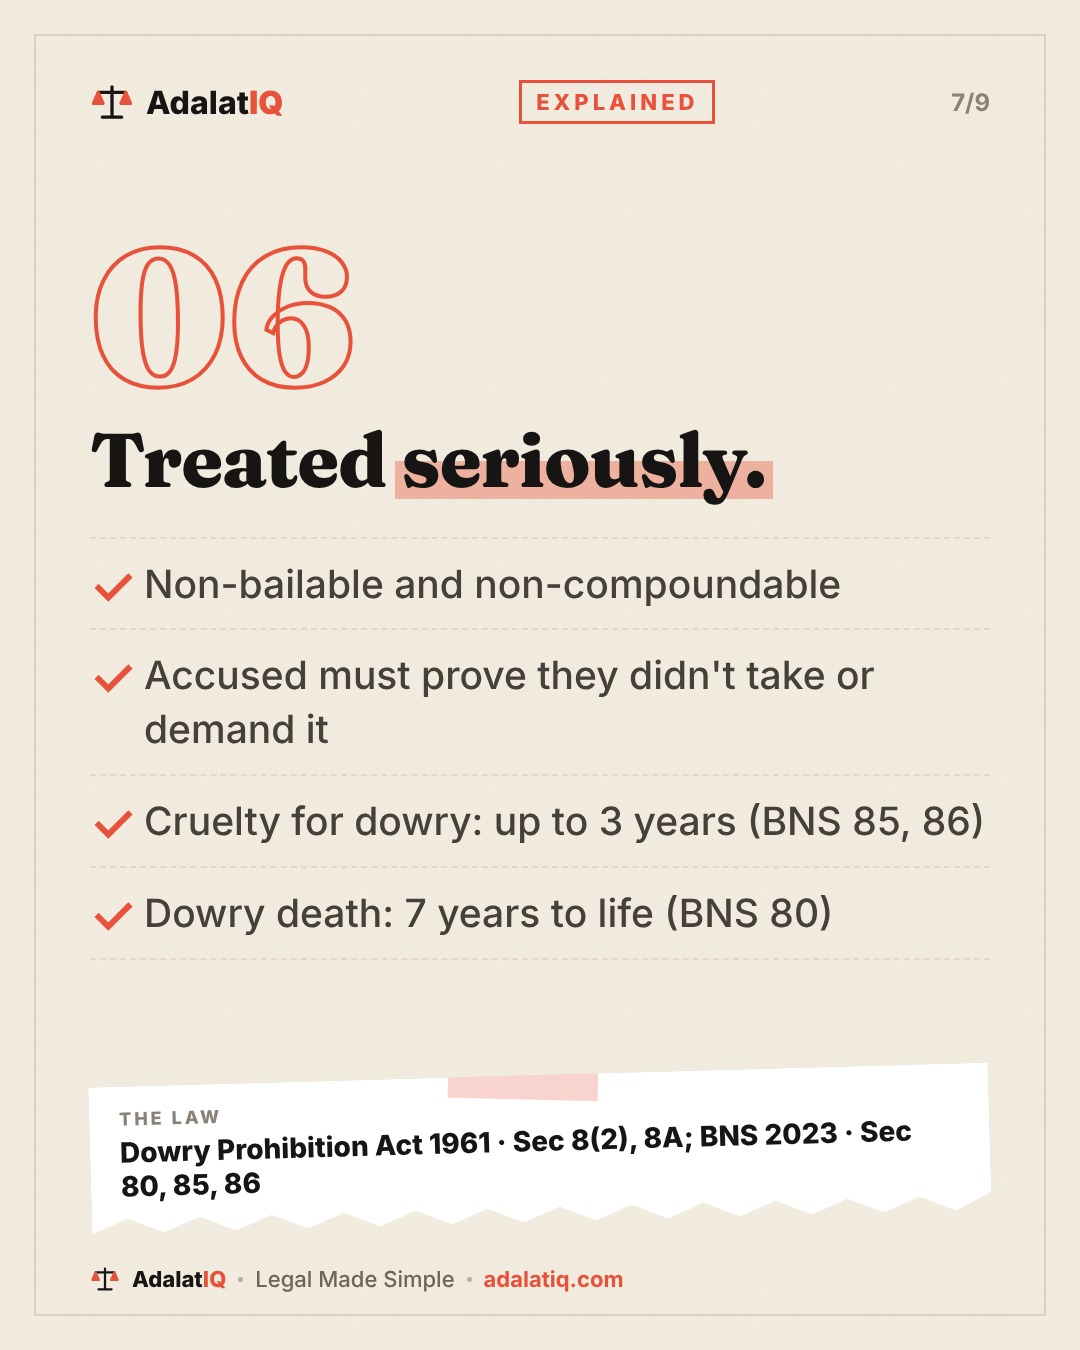 AdalatIQ
EXPLAINED
7/9
06
Treated seriously.
Non-bailable and non-compoundable
Accused must prove they didn't take or
demand it
Cruelty for dowry: up to 3 years (BNS 85, 86)
Dowry death: 7 years to life (BNS 80)
THE LAW
Dowry Prohibition Act 1961 · Sec 8(2), 8A; BNS 2023 · Sec
80, 85, 86
AdalatIQ • Legal Made Simple • adalatiq.com